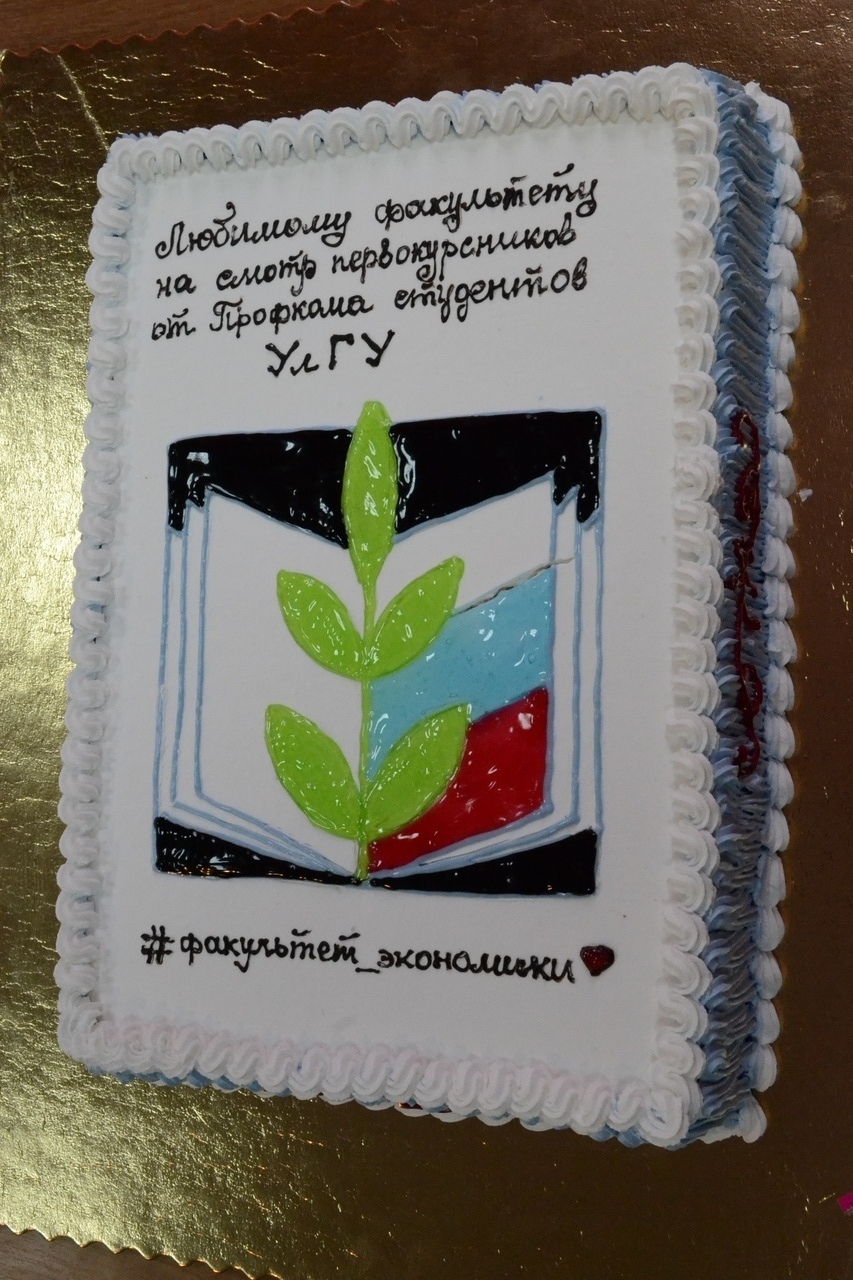 Любимому факультету
на смотр первокурсников
от Профкома студентов
УлГУ
#факультет_экономики